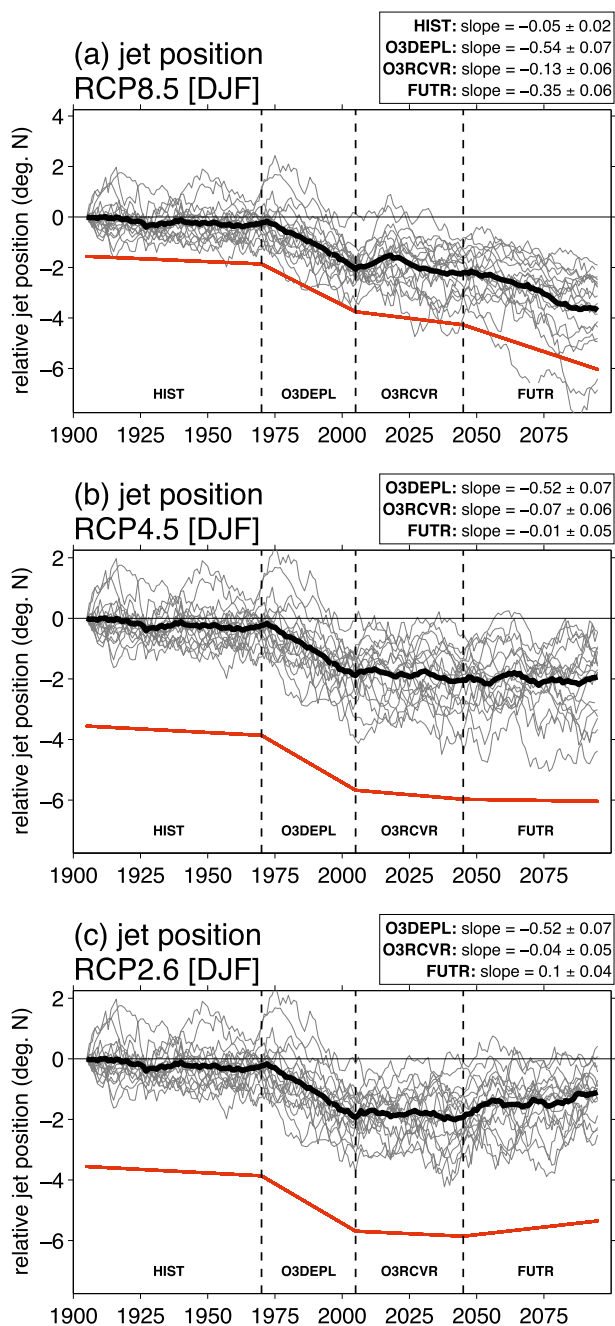 HIST: slope = −0.05 ± 0.02
O3DEPL: slope = −0.54 ± 0.07
O3RCVR: slope = −0.13 ± 0.06
FUTR: slope = −0.35 ± 0.06
(a) jet position
RCP8.5 [DJF]
relative jet position (deg. N)
4
2
0
−2
−4
−6
HIST O3DEPL O3RCVR FUTR
1900 1925 1950 1975 2000 2025 2050 2075
O3DEPL: slope = −0.52 ± 0.07
O3RCVR: slope = −0.07 ± 0.06
FUTR: slope = −0.01 ± 0.05
(b) jet position
RCP4.5 [DJF]
relative jet position (deg. N)
2
0
−2
−4
−6
HIST O3DEPL O3RCVR FUTR
1900 1925 1950 1975 2000 2025 2050 2075
O3DEPL: slope = −0.52 ± 0.07
O3RCVR: slope = −0.04 ± 0.05
FUTR: slope = 0.1 ± 0.04
(c) jet position
RCP2.6 [DJF]
relative jet position (deg. N)
2
0
−2
−4
−6
HIST O3DEPL O3RCVR FUTR
1900 1925 1950 1975 2000 2025 2050 2075